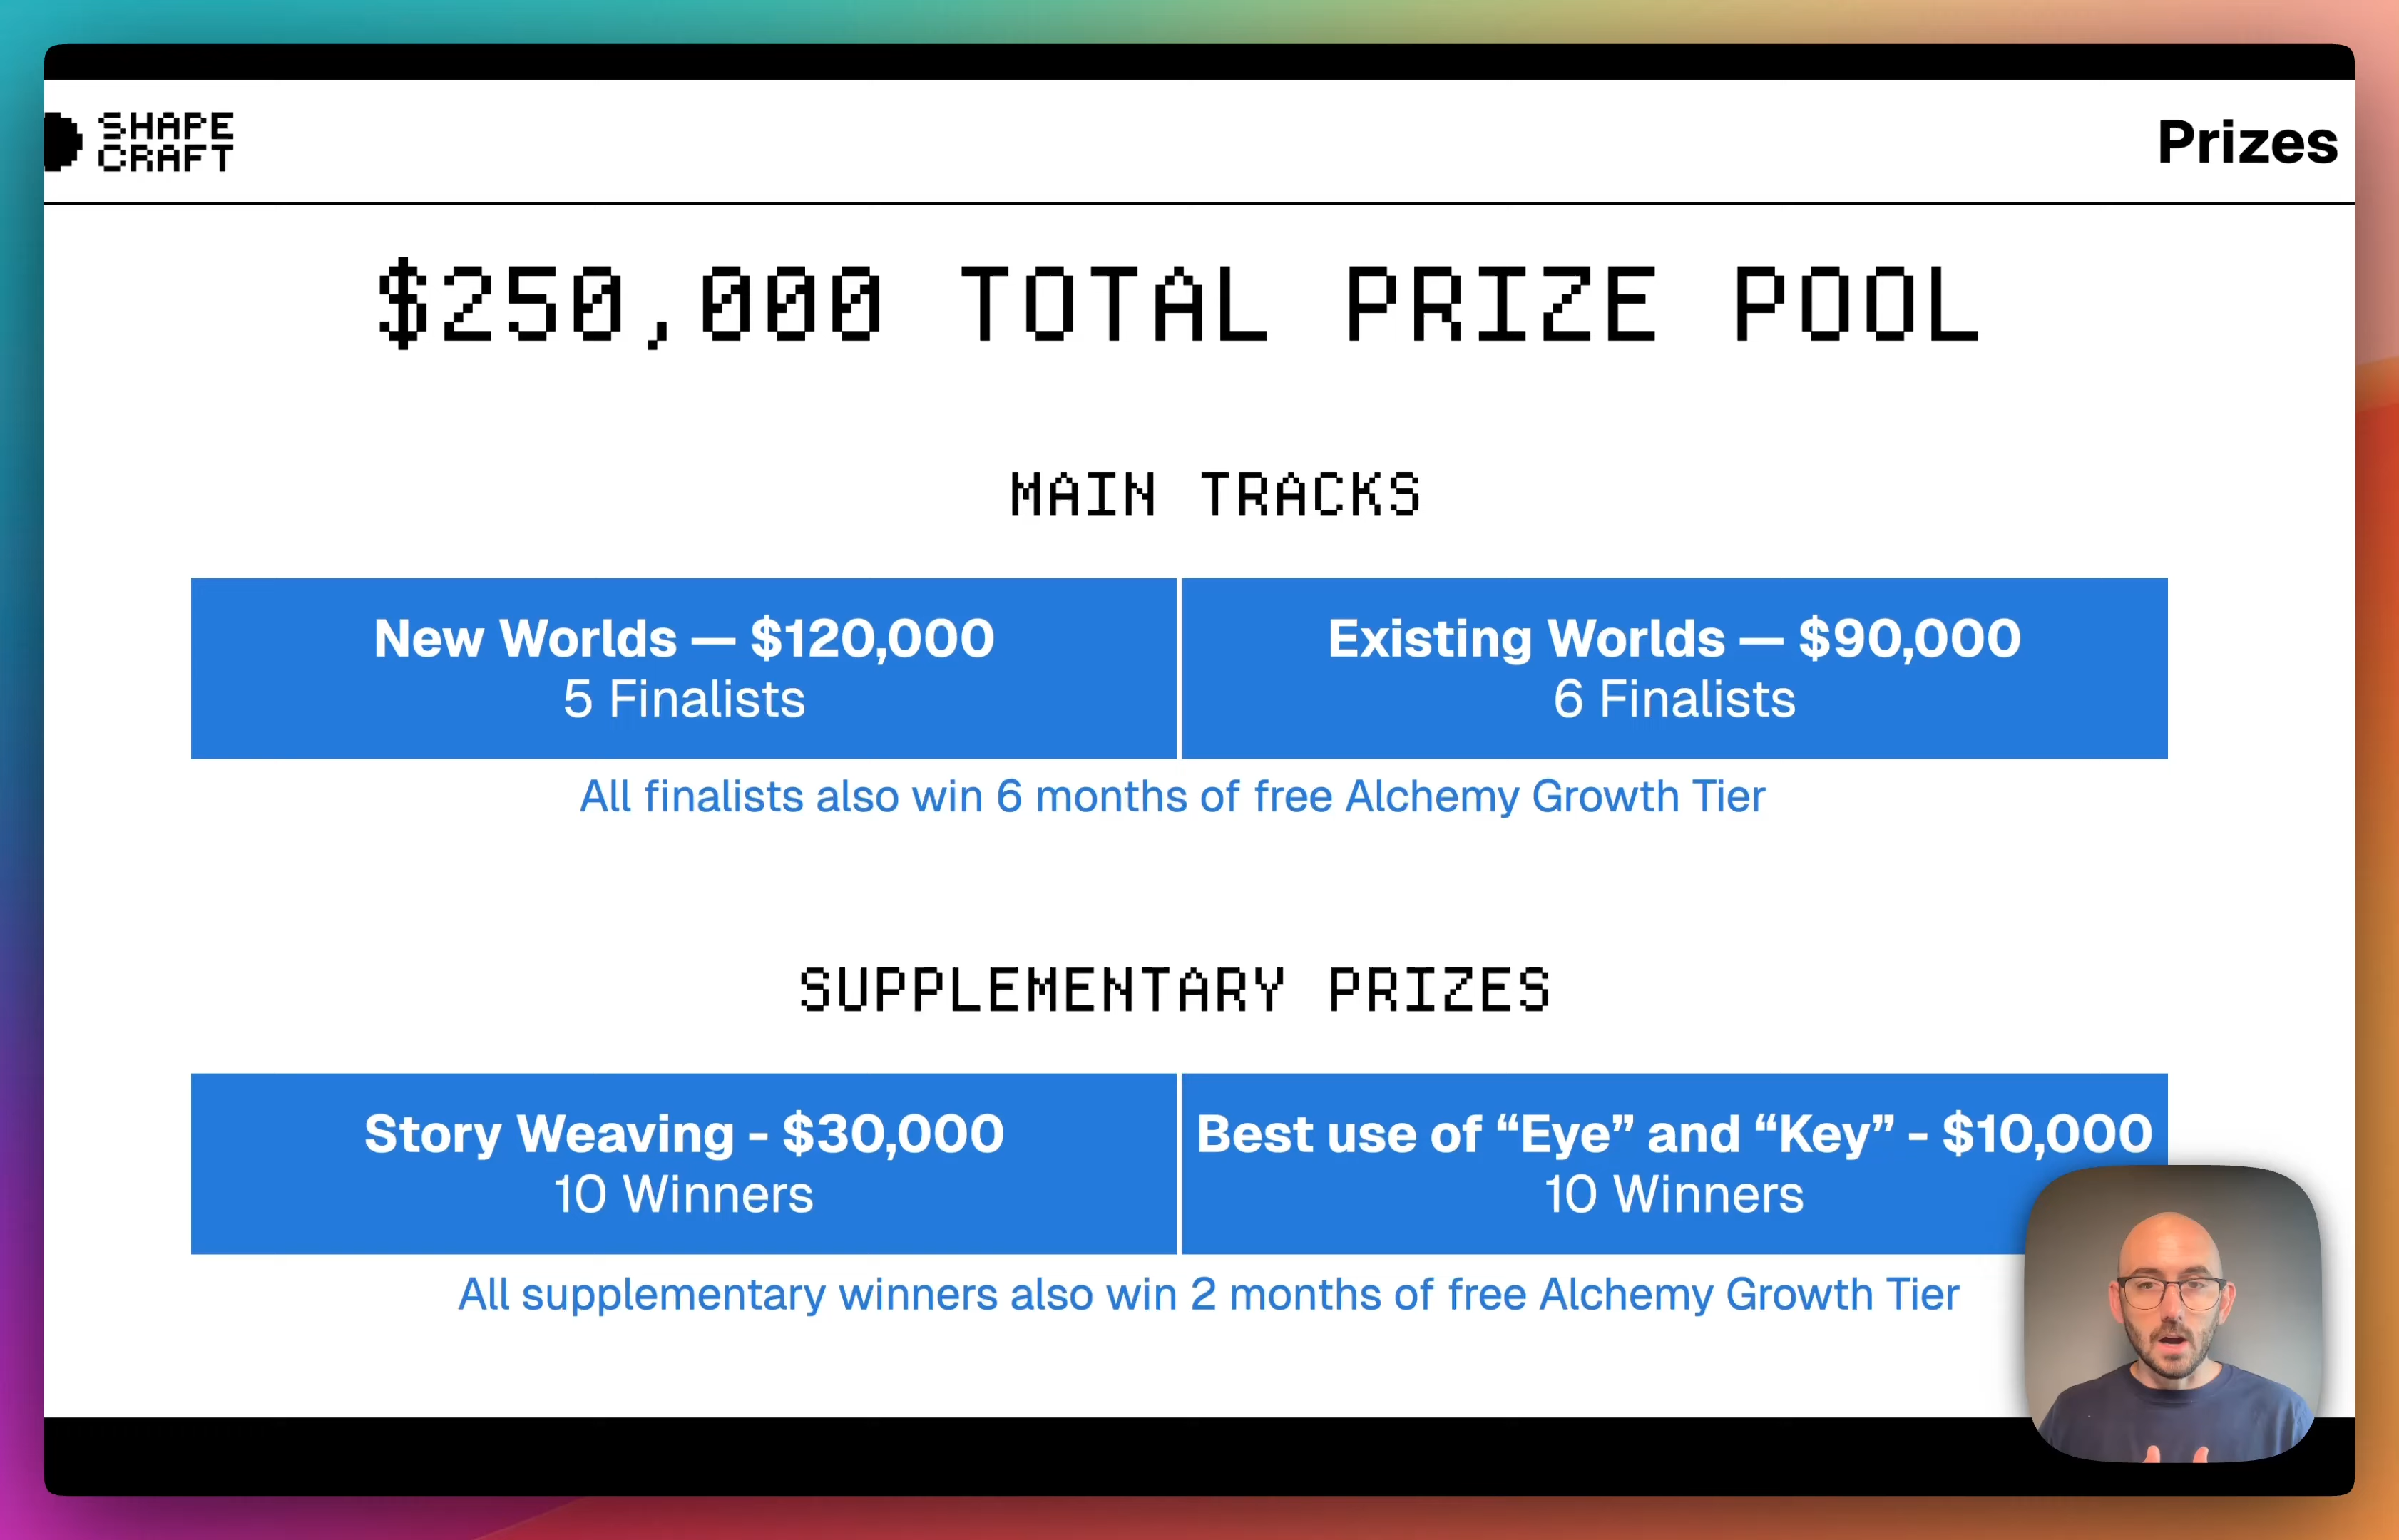 SHAPE
CRAFT
Prizes
$250,000 TOTAL PRIZE POOL
MAIN TRACKS
New Worlds — $120,000
5 Finalists
Existing Worlds — $90,000
6 Finalists
All finalists also win 6 months of free Alchemy Growth Tier
SUPPLEMENTARY PRIZES
Story Weaving - $30,000
10 Winners
Best use of “Eye” and “Key” - $10,000
10 Winners
All supplementary winners also win 2 months of free Alchemy Growth Tier